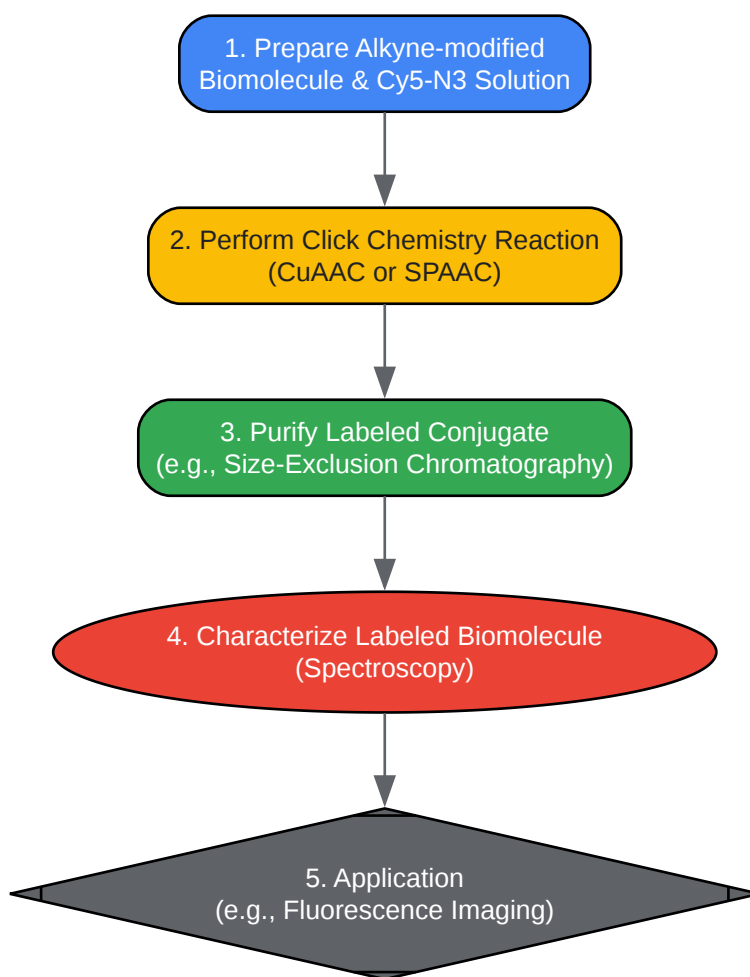 1. Prepare Alkyne-modified
Biomolecule & Cy5-N3 Solution
2. Perform Click Chemistry Reaction
(CuAAC or SPAAC)
3. Purify Labeled Conjugate
(e.g., Size-Exclusion Chromatography)
4. Characterize Labeled Biomolecule
(Spectroscopy)
5. Application
(e.g., Fluorescence Imaging)